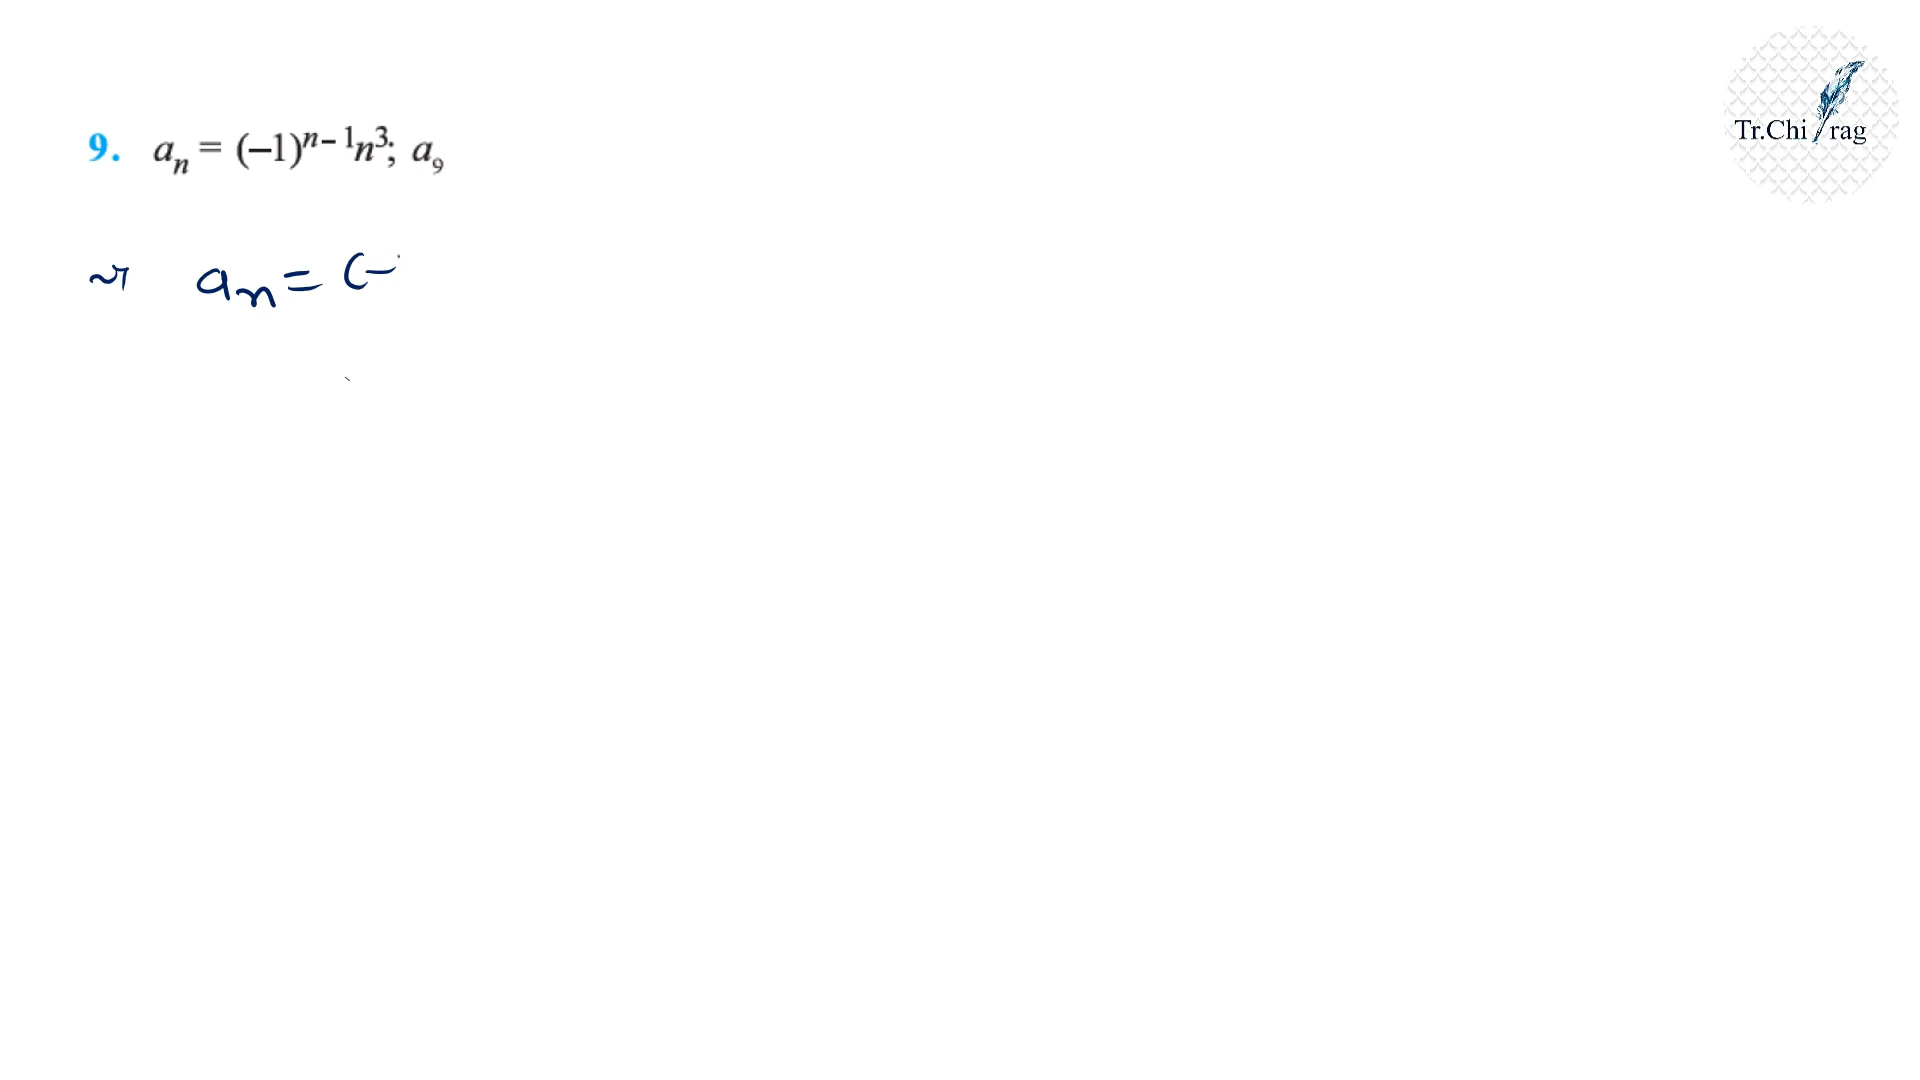 Tr.Chirag
9. aₙ = (−1)ⁿ⁻¹n³; a₉
aₙ = (−